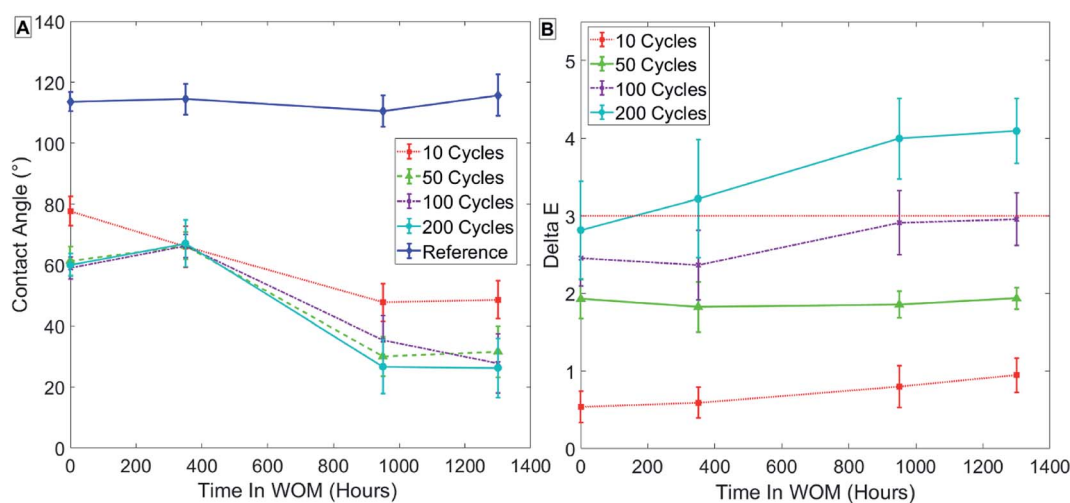 A
140
120
100
80
60
40
20
0
Contact Angle (°)
10 Cycles
50 Cycles
100 Cycles
200 Cycles
Reference
0 200 400 600 800 1000 1200 1400
Time In WOM (Hours)
B
5
4
3
2
1
0
Delta E
10 Cycles
50 Cycles
100 Cycles
200 Cycles
0 200 400 600 800 1000 1200 1400
Time In WOM (Hours)